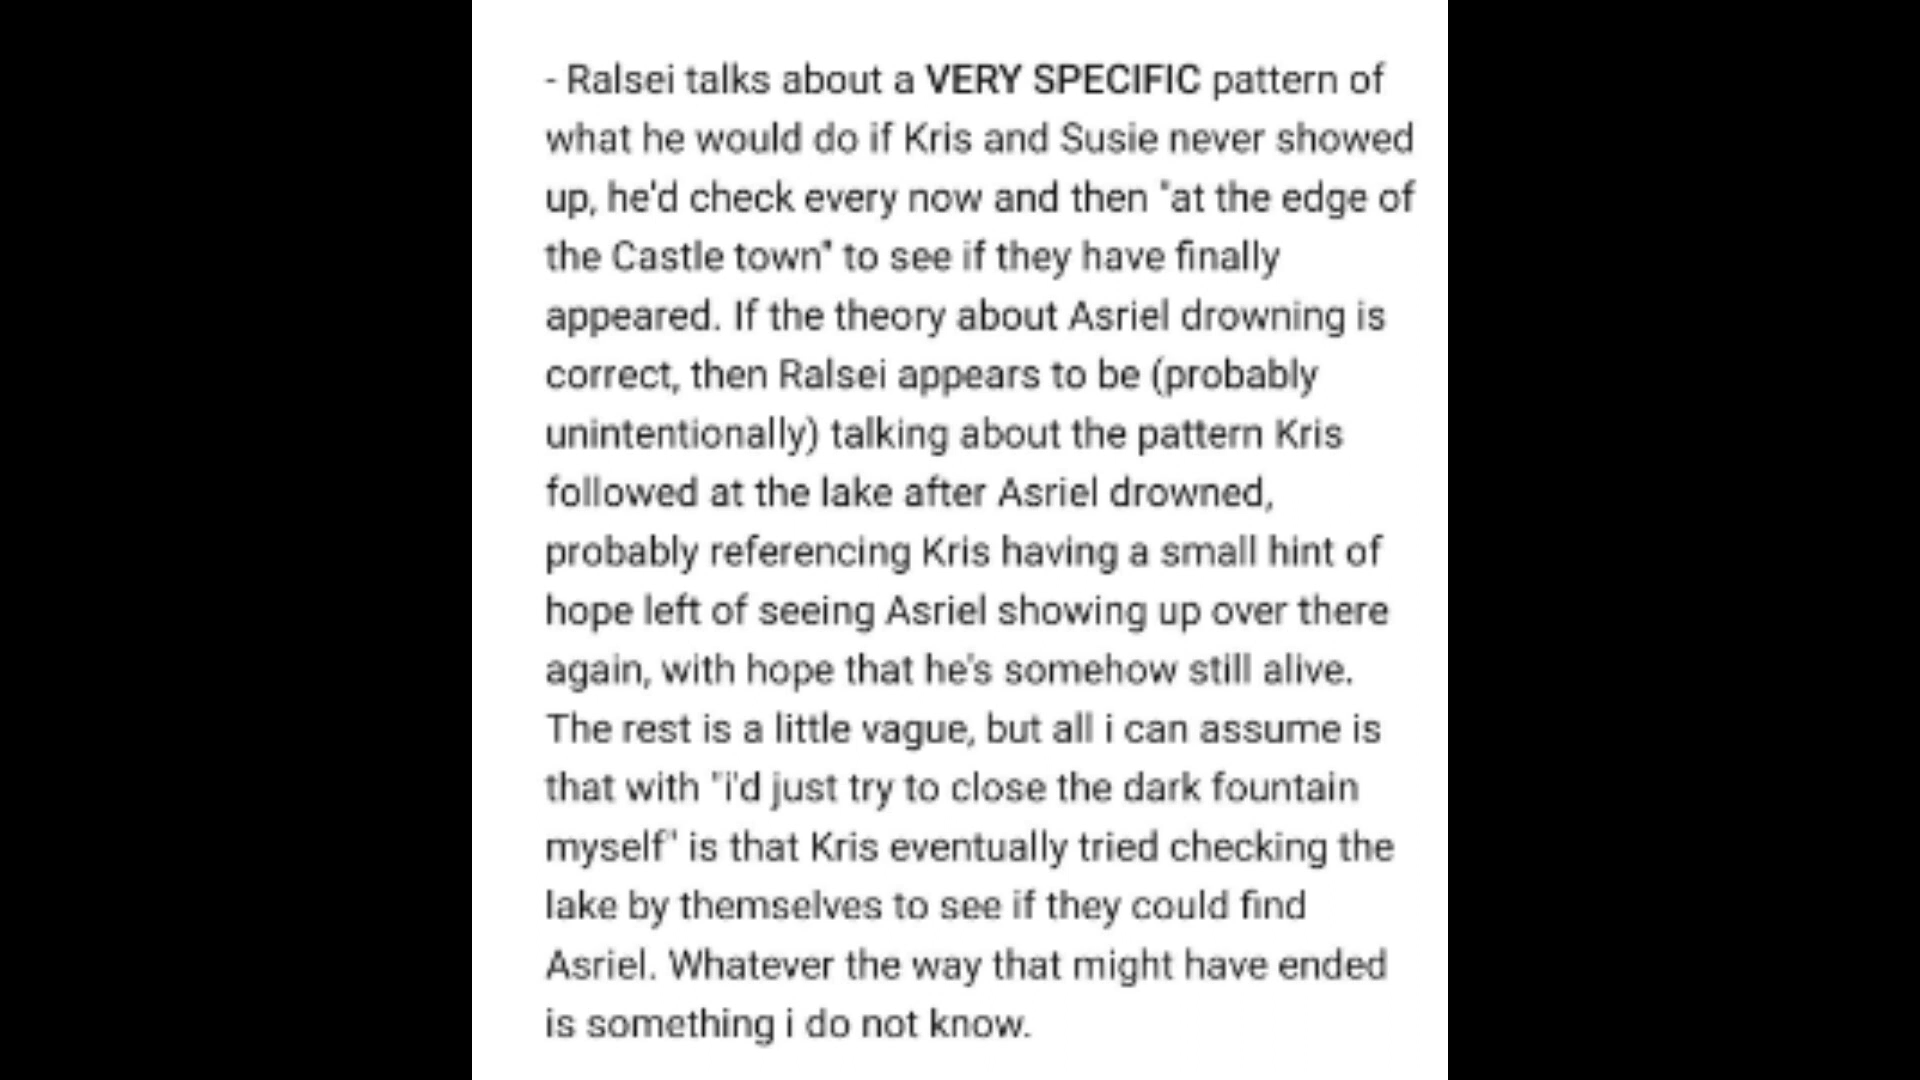 - Ralsei talks about a VERY SPECIFIC pattern of
what he would do if Kris and Susie never showed
up, he'd check every now and then "at the edge of
the Castle town" to see if they have finally
appeared. If the theory about Asriel drowning is
correct, then Ralsei appears to be (probably
unintentionally) talking about the pattern Kris
followed at the lake after Asriel drowned,
probably referencing Kris having a small hint of
hope left of seeing Asriel showing up over there
again, with hope that he's somehow still alive.
The rest is a little vague, but all i can assume is
that with "i'd just try to close the dark fountain
myself" is that Kris eventually tried checking the
lake by themselves to see if they could find
Asriel. Whatever the way that might have ended
is something i do not know.